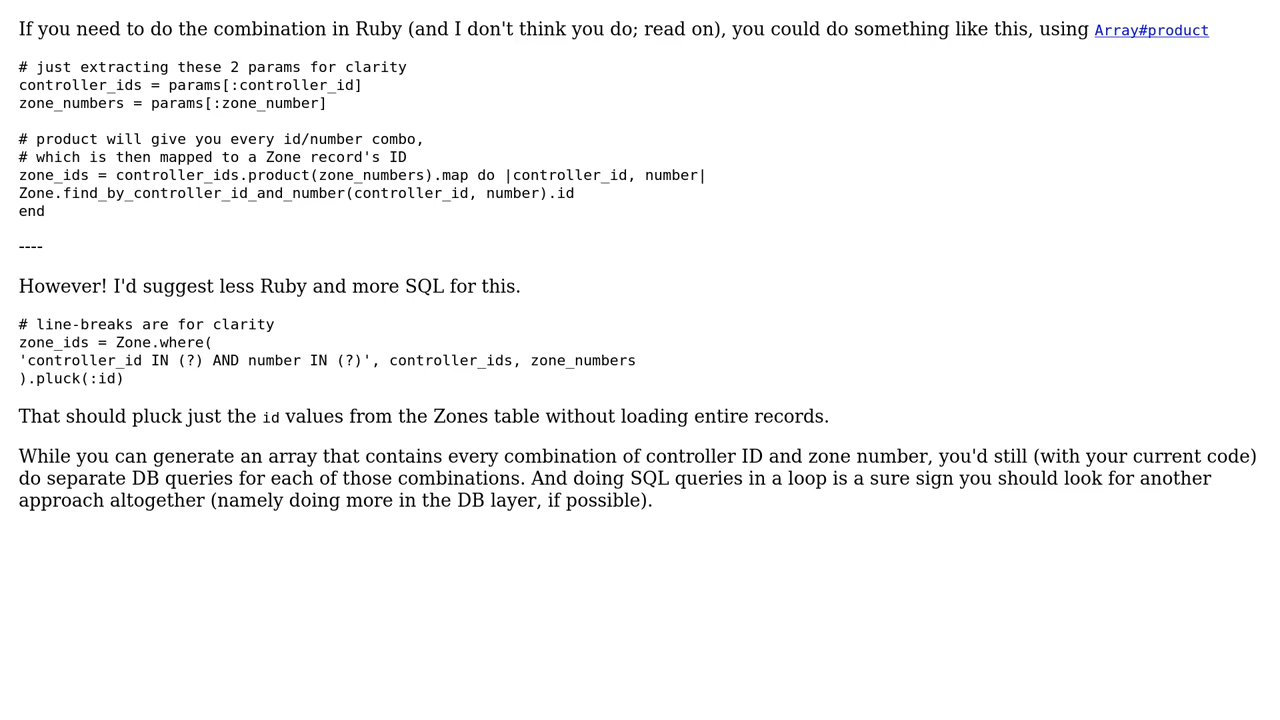 If you need to do the combination in Ruby (and I don't think you do; read on), you could do something like this, using Array#product
# just extracting these 2 params for clarity
controller_ids = params[:controller_id]
zone_numbers = params[:zone_number]
# product will give you every id/number combo,
# which is then mapped to a Zone record's ID
zone_ids = controller_ids.product(zone_numbers).map do |controller_id, number|
Zone.find_by_controller_id_and_number(controller_id, number).id
end
----
However! I'd suggest less Ruby and more SQL for this.
# line-breaks are for clarity
zone_ids = Zone.where(
'controller_id IN (?) AND number IN (?)', controller_ids, zone_numbers
).pluck(:id)
That should pluck just the id values from the Zones table without loading entire records.
While you can generate an array that contains every combination of controller ID and zone number, you'd still (with your current code)
do separate DB queries for each of those combinations. And doing SQL queries in a loop is a sure sign you should look for another
approach altogether (namely doing more in the DB layer, if possible).